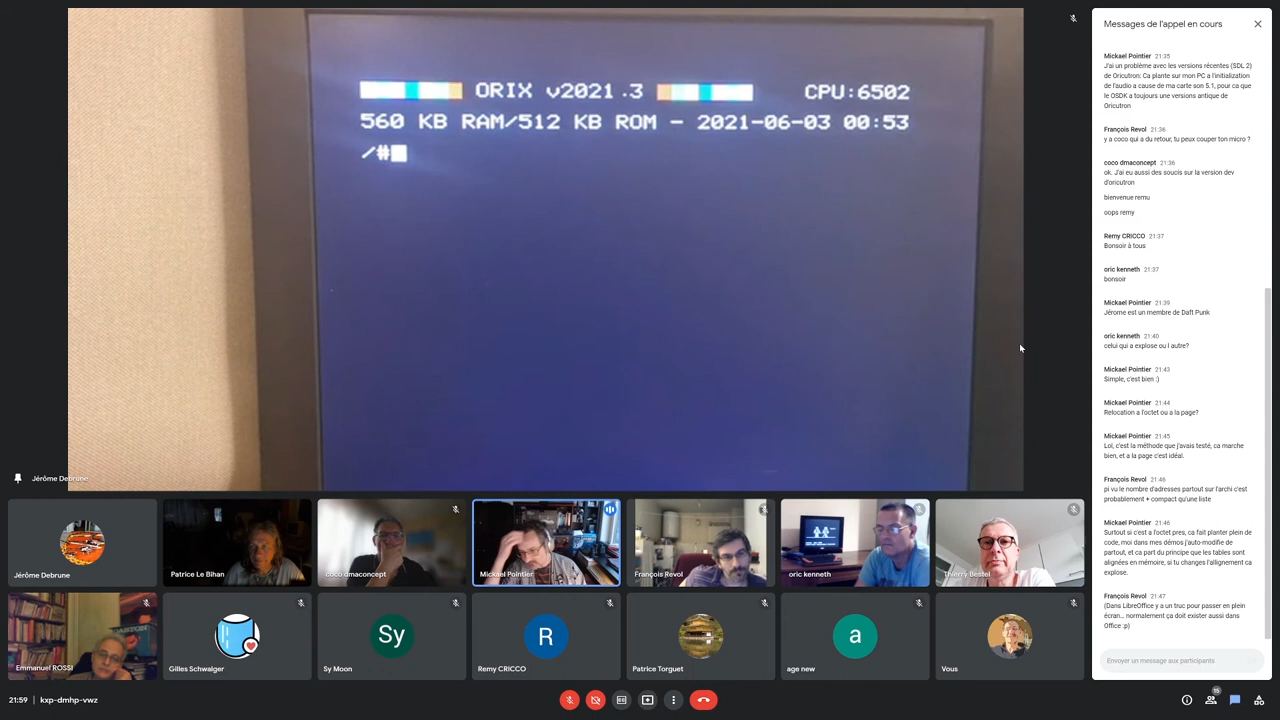 ORIX v2021.3 CPU:6502
560 KB RAM/512 KB ROM - 2021-06-03 00:53
/#
Jérôme Debrune
Jérôme Debrune
Patrice Le Bihan
coco dmaconcept
Mickael Pointier
François Revol
oric kenneth
Thierry Bestel
Emmanuel ROSSI
Gilles Schwalger
Sy
Sy Moon
R
Remy CRICCO
Patrice Torguet
a
age new
Vous
21:59 | kxp-dmhp-vwz
15
Messages de l'appel en cours
Mickael Pointier 21:35
J'ai un problème avec les versions récentes (SDL 2)
de Oricutron: Ca plante sur mon PC a l'initialization
de l'audio a cause de ma carte son 5.1, pour ca que
le OSDK a toujours une versions antique de
Oricutron
François Revol 21:36
y a coco qui a du retour, tu peux couper ton micro ?
coco dmaconcept 21:36
ok. J'ai eu aussi des soucis sur la version dev
d'oricutron
bienvenue remu
oops remy
Remy CRICCO 21:37
Bonsoir à tous
oric kenneth 21:37
bonsoir
Mickael Pointier 21:39
Jérome est un membre de Daft Punk
oric kenneth 21:40
celui qui a explose ou l autre?
Mickael Pointier 21:43
Simple, c'est bien :)
Mickael Pointier 21:44
Relocation a l'octet ou a la page?
Mickael Pointier 21:45
Lol, c'est la méthode que j'avais testé, ca marche
bien, et a la page c'est idéal.
François Revol 21:46
pi vu le nombre d'adresses partout sur l'archi c'est
probablement + compact qu'une liste
Mickael Pointier 21:46
Surtout si c'est a l'octet pres, ca fait planter plein de
code, moi dans mes démos j'auto-modifie de
partout, et ca part du principe que les tables sont
alignées en mémoire, si tu changes l'allignement ca
explose.
François Revol 21:47
(Dans LibreOffice y a un truc pour passer en plein
écran... normalement ça doit exister aussi dans
Office :p)
Envoyer un message aux participants